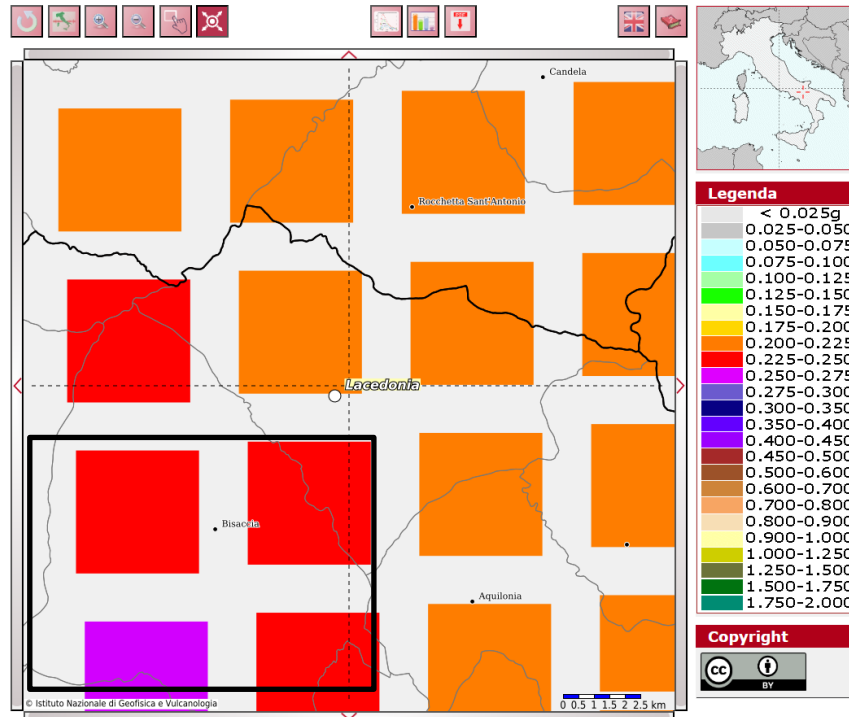 Candela
Rocchetta Sant'Antonio
Lacedonia
Bisaccia
Aquilonia
© Istituto Nazionale di Geofisica e Vulcanologia
0 0.5 1 1.5 2 2.5 km
Legenda
< 0.025g
0.025-0.050
0.050-0.075
0.075-0.100
0.100-0.125
0.125-0.150
0.150-0.175
0.175-0.200
0.200-0.225
0.225-0.250
0.250-0.275
0.275-0.300
0.300-0.350
0.350-0.400
0.400-0.450
0.450-0.500
0.500-0.600
0.600-0.700
0.700-0.800
0.800-0.900
0.900-1.000
1.000-1.250
1.250-1.500
1.500-1.750
1.750-2.000
Copyright
cc
BY